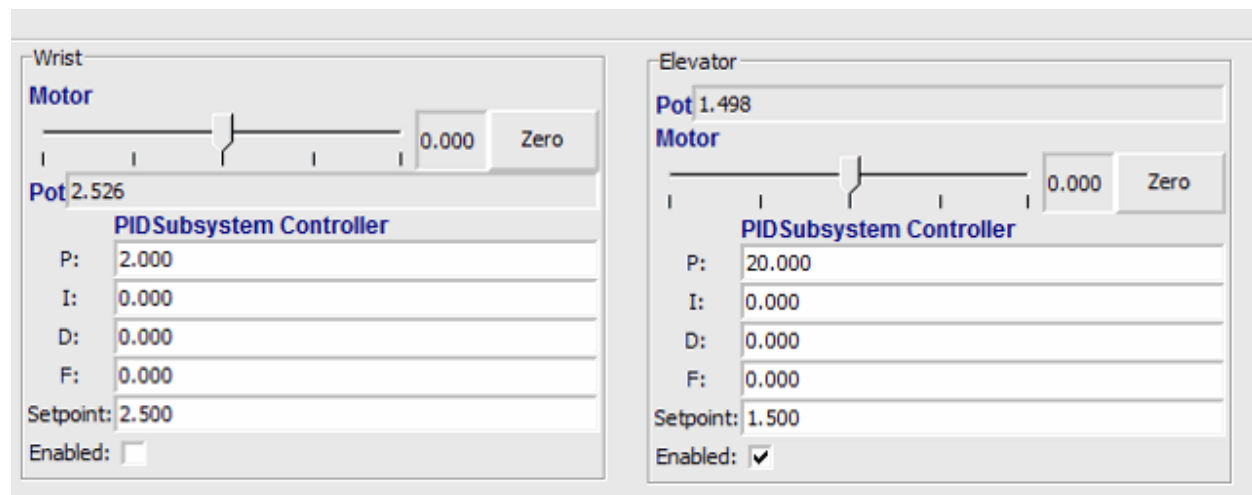 Wrist
Motor
0.000 Zero
Pot 2.526
PIDSubsystem Controller
P: 2.000
I: 0.000
D: 0.000
F: 0.000
Setpoint: 2.500
Enabled:
Elevator
Pot 1.498
Motor
0.000 Zero
PIDSubsystem Controller
P: 20.000
I: 0.000
D: 0.000
F: 0.000
Setpoint: 1.500
Enabled: